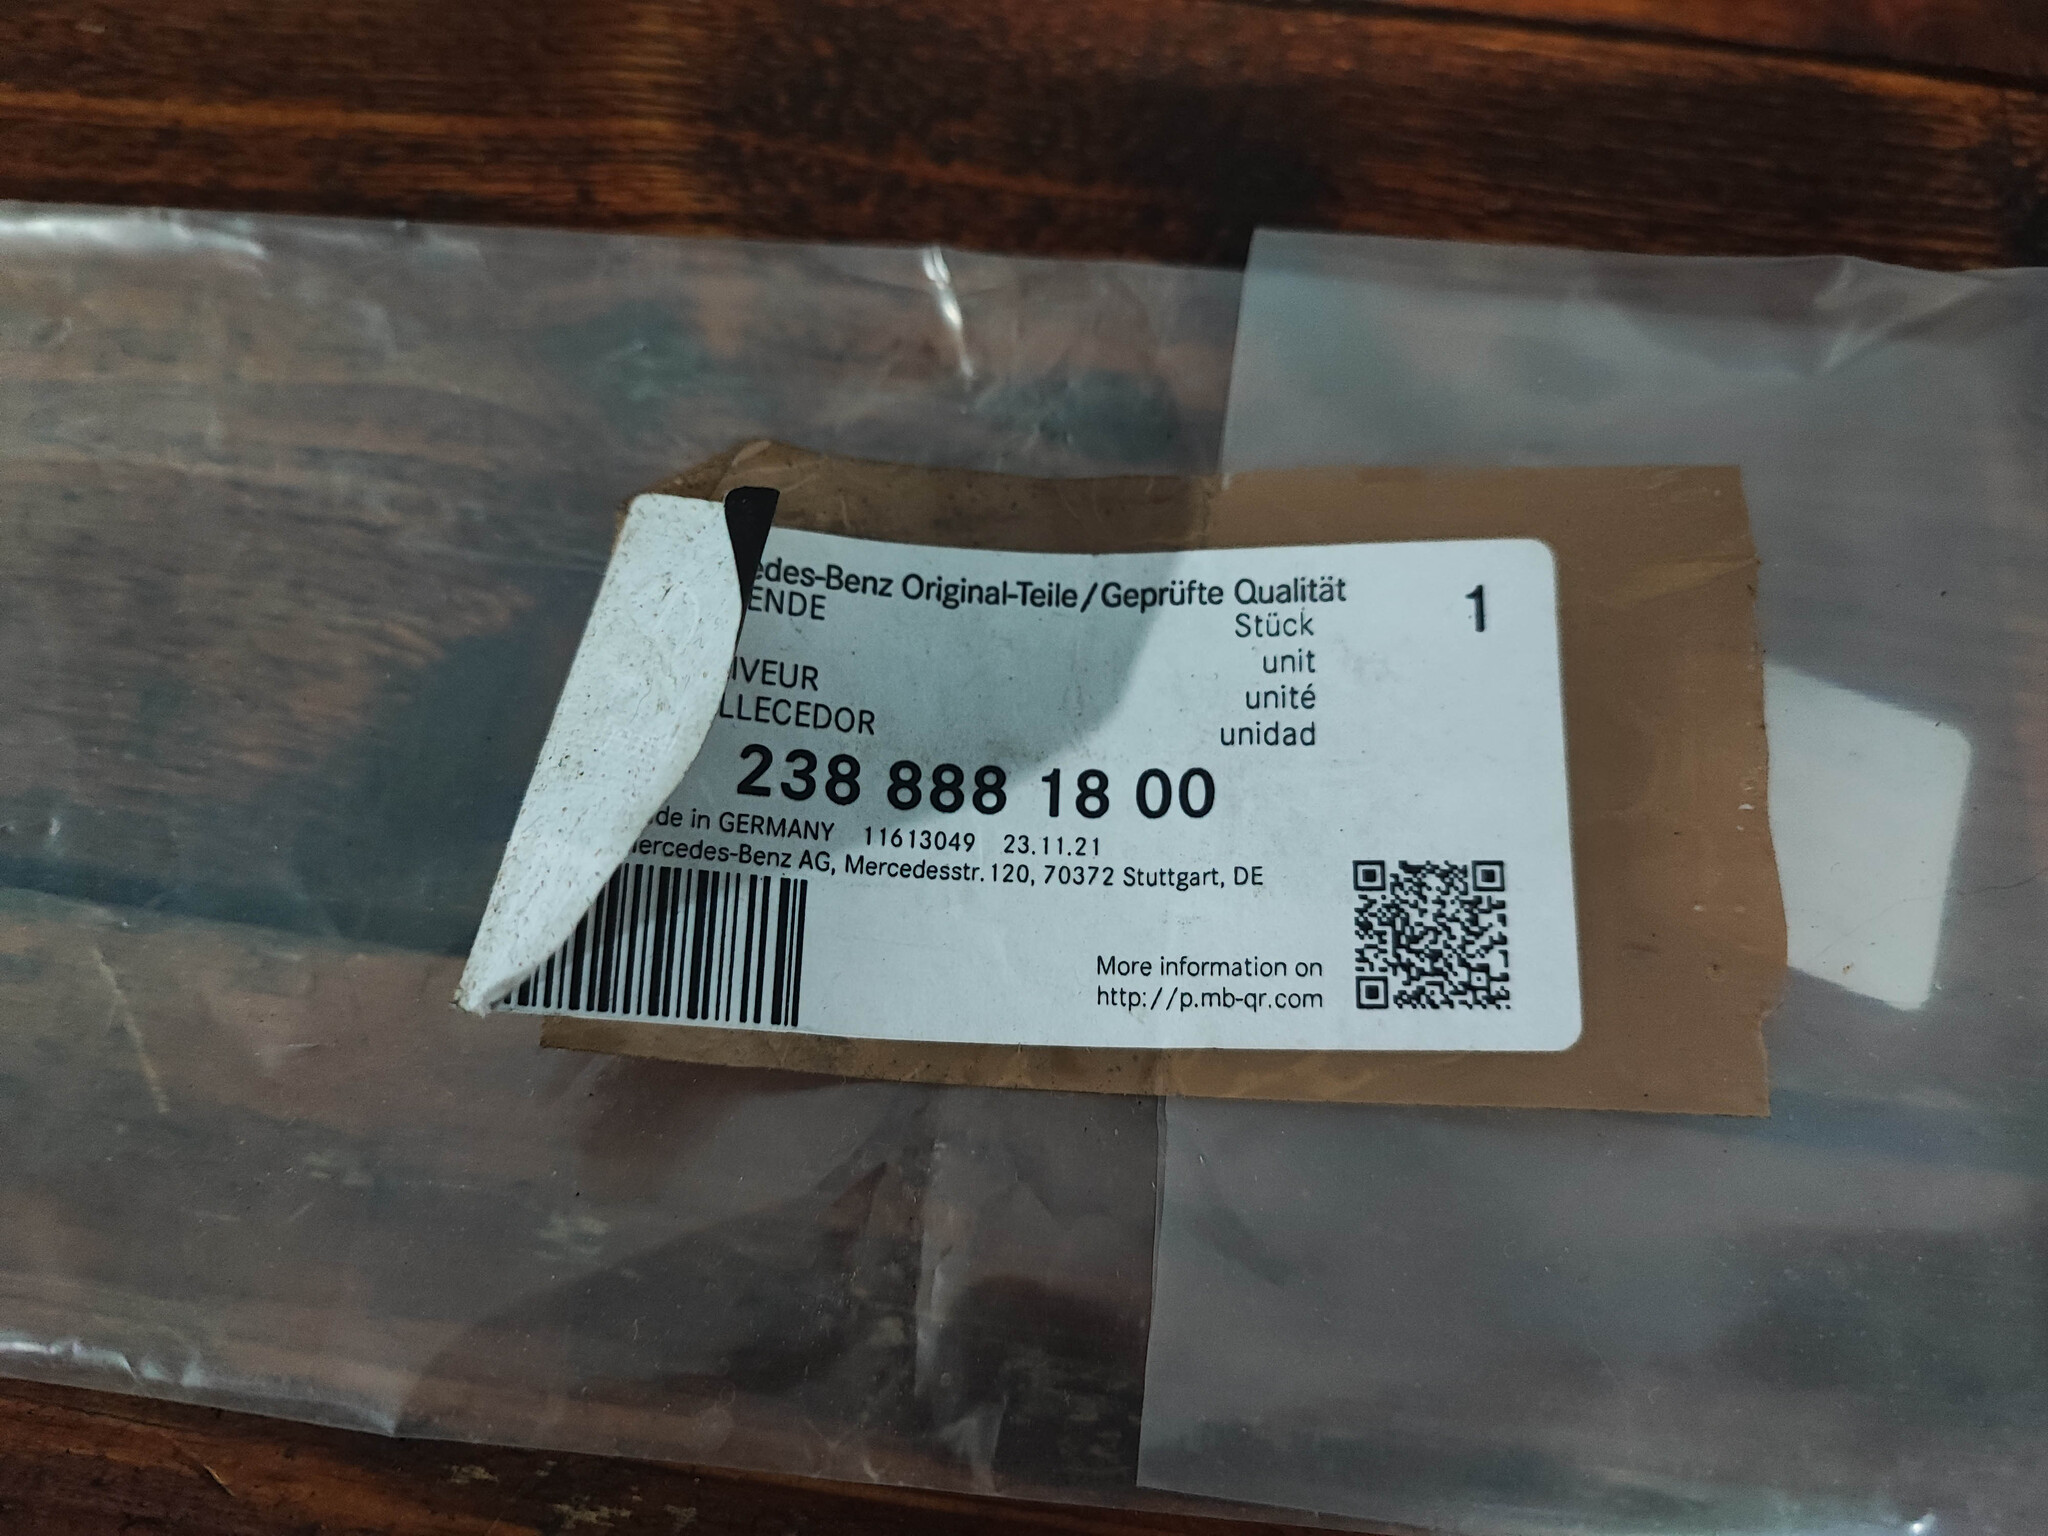 edes-Benz Original-Teile/Geprüfte Qualität
1
ENDE
Stück
unit
IVEUR
unité
LLECEDOR
unidad
238 888 18 00
de in GERMANY 11613049 23.11.21
ercedes-Benz AG, Mercedesstr. 120, 70372 Stuttgart, DE
More information on
http://p.mb-qr.com